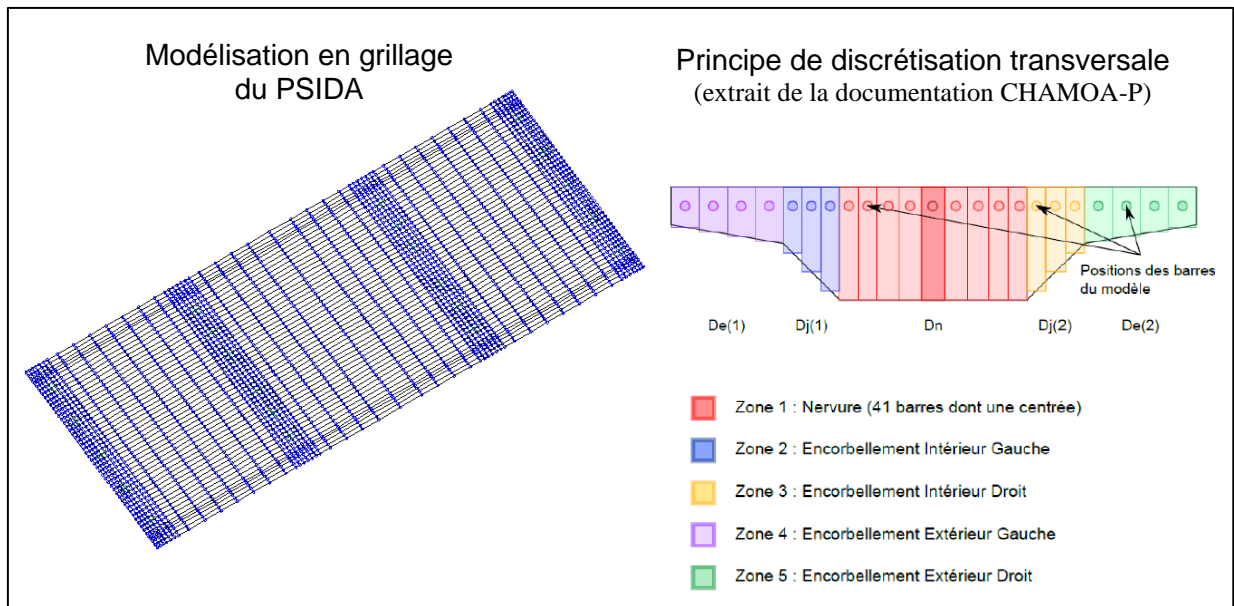 Modélisation en grillage
du PSIDA
Principe de discrétisation transversale
(extrait de la documentation CHAMOA-P)
Positions des barres
du modèle
De(1) Dj(1) Dn Dj(2) De(2)
Zone 1 : Nervure (41 barres dont une centrée)
Zone 2 : Encorbellement Intérieur Gauche
Zone 3 : Encorbellement Intérieur Droit
Zone 4 : Encorbellement Extérieur Gauche
Zone 5 : Encorbellement Extérieur Droit